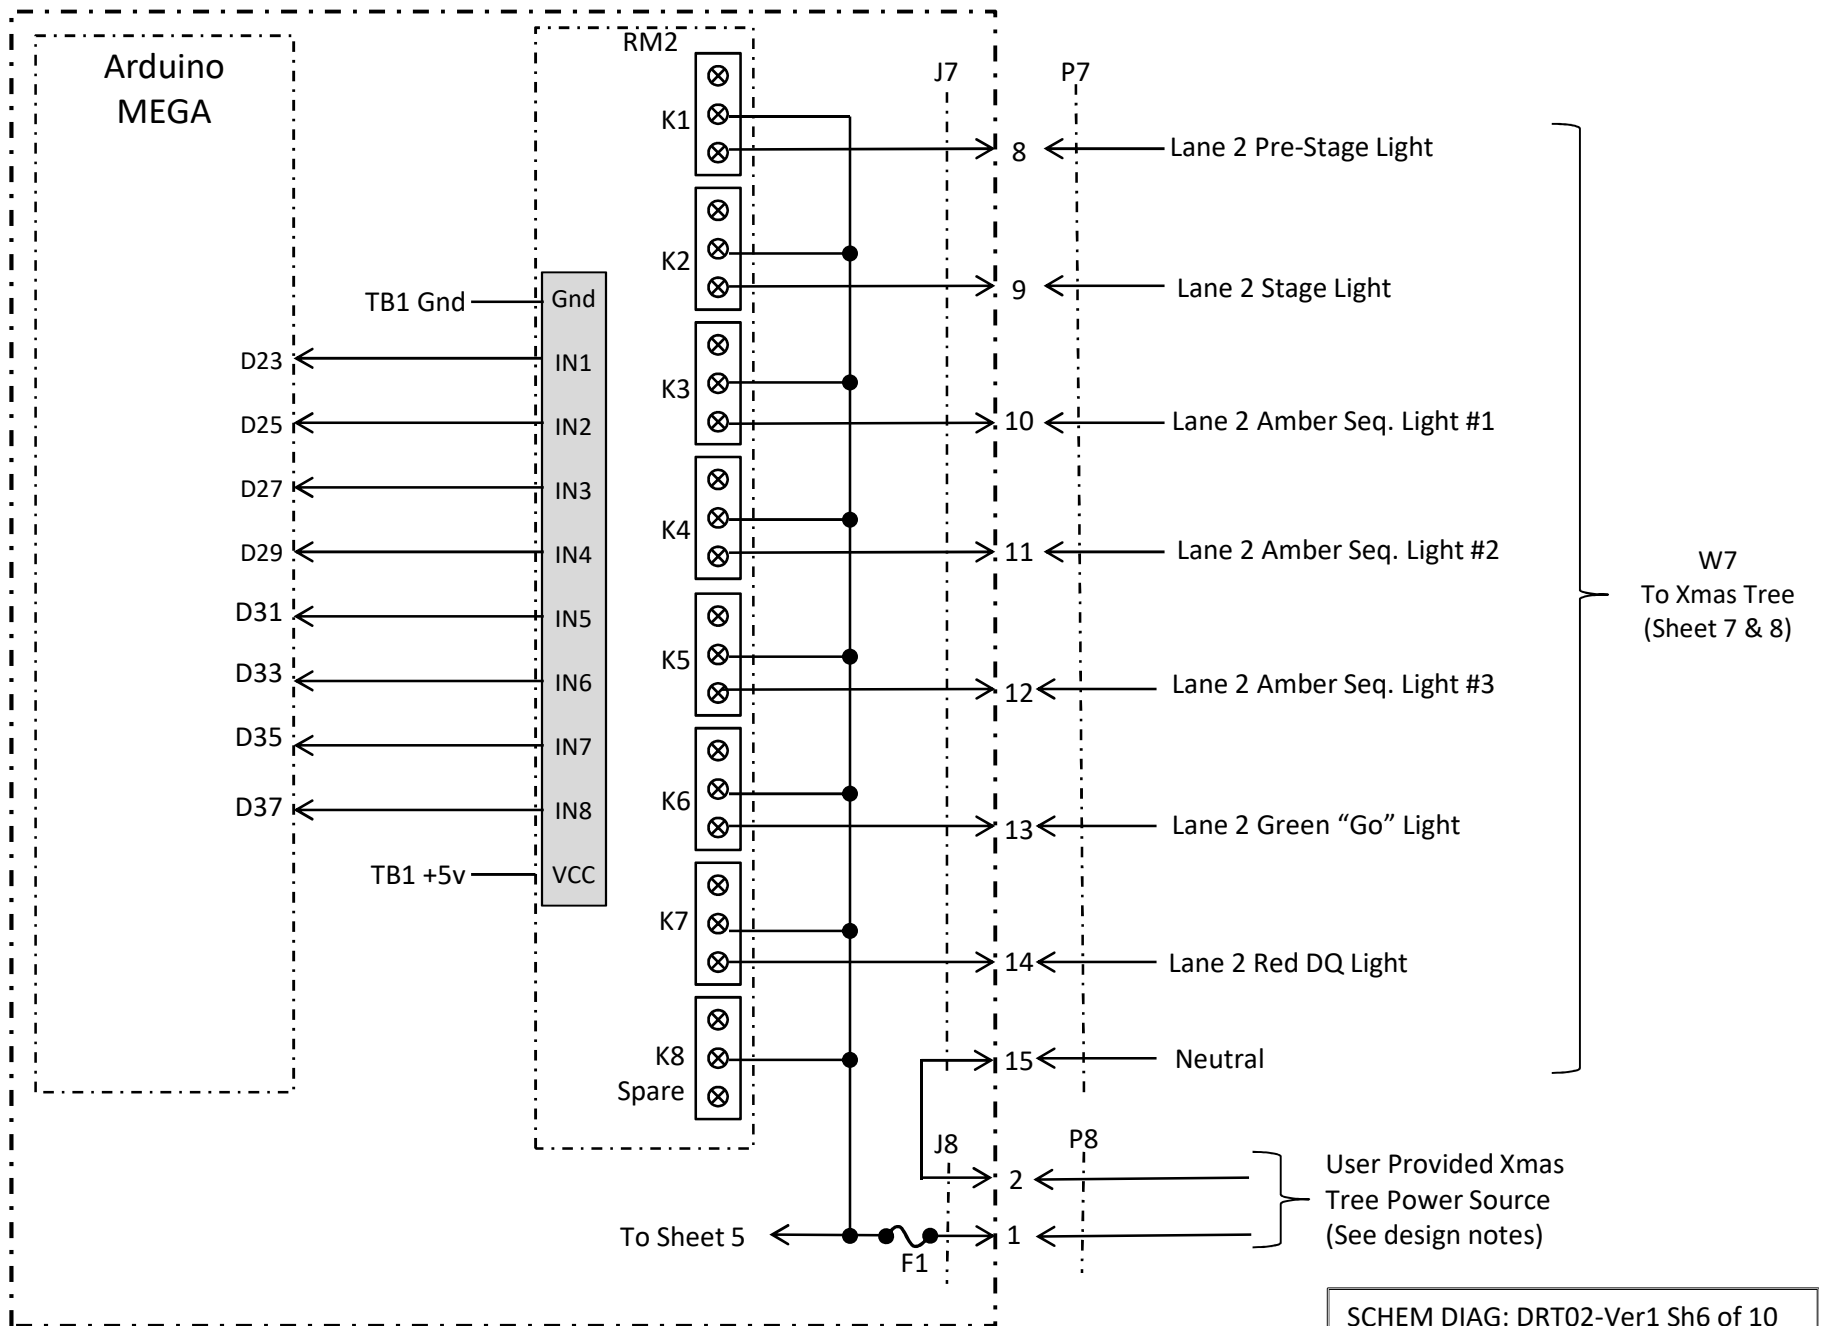 Arduino
MEGA
RM2
J7
P7
K1
8
Lane 2 Pre-Stage Light
K2
9
Lane 2 Stage Light
TB1 Gnd
Gnd
D23
IN1
K3
10
Lane 2 Amber Seq. Light #1
D25
IN2
D27
IN3
K4
11
Lane 2 Amber Seq. Light #2
D29
IN4
W7
To Xmas Tree
(Sheet 7 & 8)
D31
IN5
K5
12
Lane 2 Amber Seq. Light #3
D33
IN6
D35
IN7
K6
13
Lane 2 Green “Go” Light
D37
IN8
TB1 +5v
VCC
K7
14
Lane 2 Red DQ Light
K8
Spare
15
Neutral
J8
P8
2
1
User Provided Xmas
Tree Power Source
(See design notes)
To Sheet 5
F1
SCHEM DIAG: DRT02-Ver1 Sh6 of 10